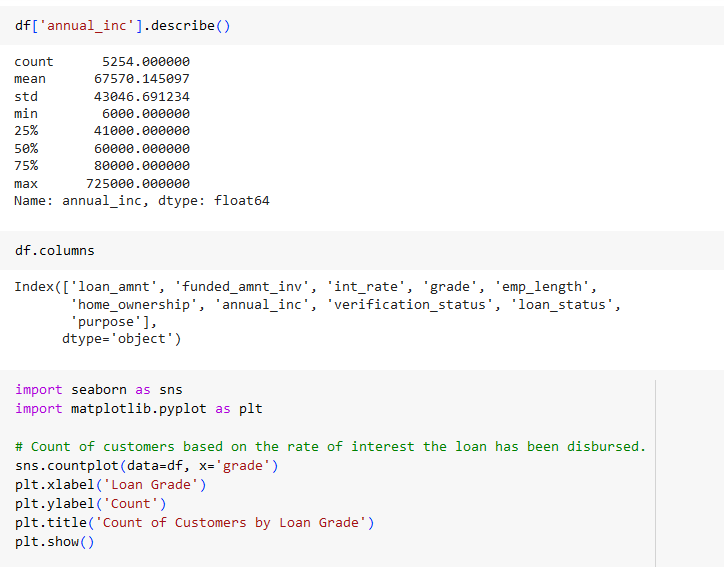 df['annual_inc'].describe()
count      5254.000000
mean      67570.145097
std       43046.691234
min        6000.000000
25%       41000.000000
50%       60000.000000
75%       80000.000000
max      725000.000000
Name: annual_inc, dtype: float64
df.columns
Index(['loan_amnt', 'funded_amnt_inv', 'int_rate', 'grade', 'emp_length',
       'home_ownership', 'annual_inc', 'verification_status', 'loan_status',
       'purpose'],
      dtype='object')
import seaborn as sns
import matplotlib.pyplot as plt
# Count of customers based on the rate of interest the loan has been disbursed.
sns.countplot(data=df, x='grade')
plt.xlabel('Loan Grade')
plt.ylabel('Count')
plt.title('Count of Customers by Loan Grade')
plt.show()